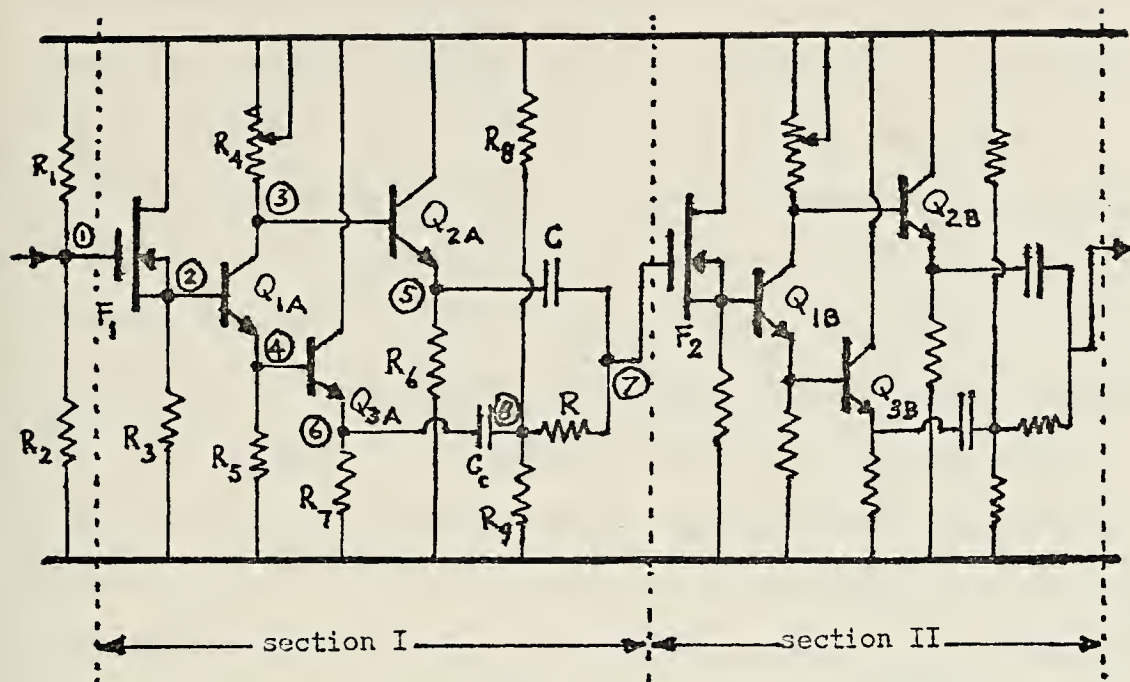 R1
R2
1
F1
2
R3
R4
3
Q1A
4
R5
Q3A
6
R7
Q2A
5
R6
C
Cc
R8
8
R
R9
7
F2
Q1B
Q2B
Q3B
section I
section II